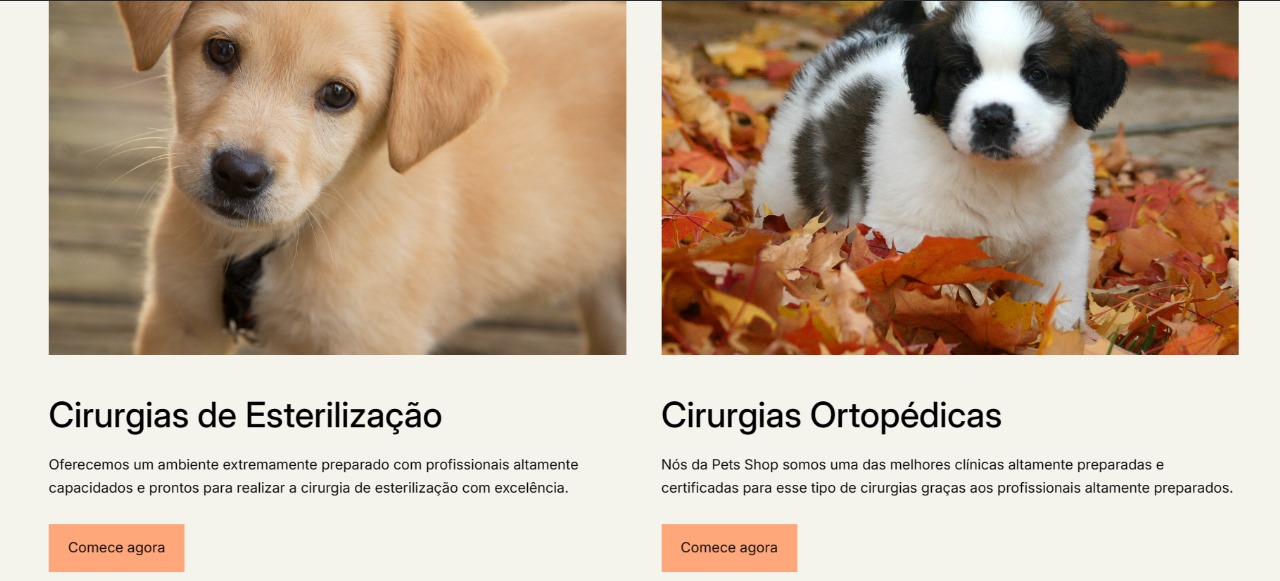 Cirurgias de Esterilização
Oferecemos um ambiente extremamente preparado com profissionais altamente
capacidados e prontos para realizar a cirurgia de esterilização com excelência.
Comece agora
Cirurgias Ortopédicas
Nós da Pets Shop somos uma das melhores clínicas altamente preparadas e
certificadas para esse tipo de cirurgias graças aos profissionais altamente preparados.
Comece agora